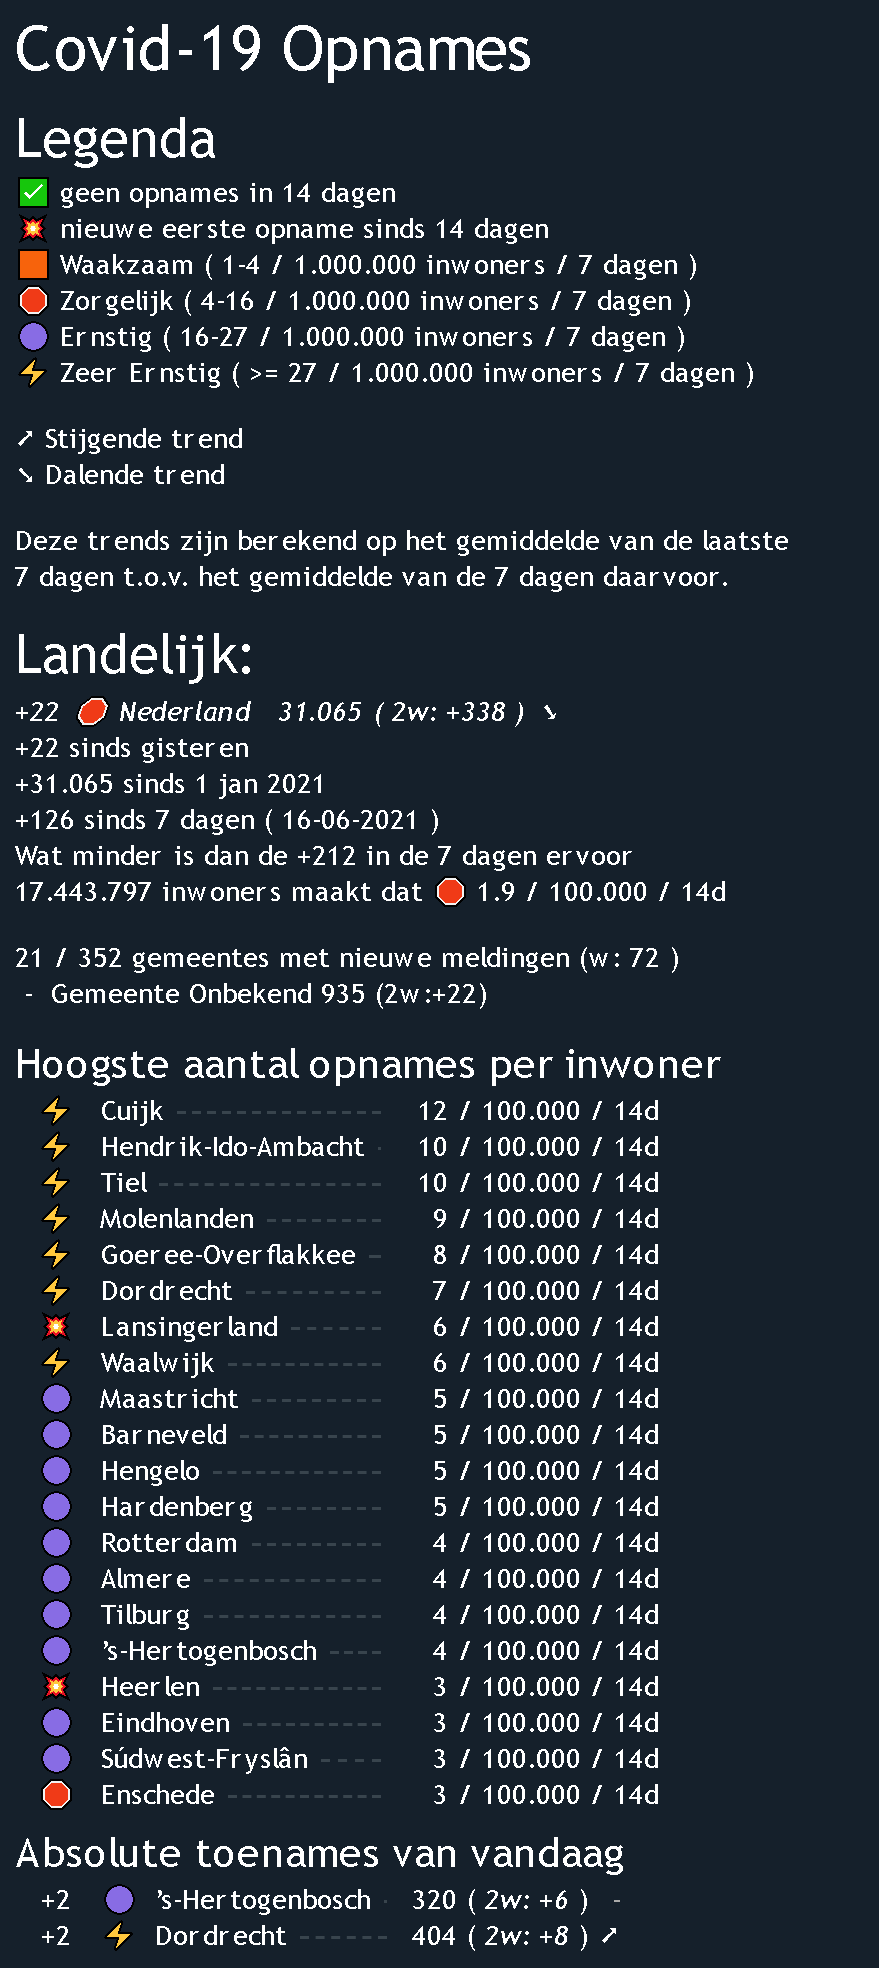 Covid-19 Opnames
Legenda
✅ geen opnames in 14 dagen
💥 nieuwe eerste opname sinds 14 dagen
🟧 Waakzaam ( 1-4 / 1.000.000 inwoners / 7 dagen )
🛑 Zorgelijk ( 4-16 / 1.000.000 inwoners / 7 dagen )
🟣 Ernstig ( 16-27 / 1.000.000 inwoners / 7 dagen )
⚡ Zeer Ernstig ( >= 27 / 1.000.000 inwoners / 7 dagen )
➚ Stijgende trend
➘ Dalende trend
Deze trends zijn berekend op het gemiddelde van de laatste
7 dagen t.o.v. het gemiddelde van de 7 dagen daarvoor.
Landelijk:
+22 🛑 Nederland 31.065 ( 2w: +338 ) ➘
+22 sinds gisteren
+31.065 sinds 1 jan 2021
+126 sinds 7 dagen ( 16-06-2021 )
Wat minder is dan de +212 in de 7 dagen ervoor
17.443.797 inwoners maakt dat 🛑 1.9 / 100.000 / 14d
21 / 352 gemeentes met nieuwe meldingen (w: 72 )
- Gemeente Onbekend 935 (2w:+22)
Hoogste aantal opnames per inwoner
⚡ Cuijk -------------- 12 / 100.000 / 14d
⚡ Hendrik-Ido-Ambacht - 10 / 100.000 / 14d
⚡ Tiel --------------- 10 / 100.000 / 14d
⚡ Molenlanden -------- 9 / 100.000 / 14d
⚡ Goeree-Overflakkee - 8 / 100.000 / 14d
⚡ Dordrecht --------- 7 / 100.000 / 14d
💥 Lansingerland ------ 6 / 100.000 / 14d
⚡ Waalwijk ---------- 6 / 100.000 / 14d
🟣 Maastricht --------- 5 / 100.000 / 14d
🟣 Barneveld ---------- 5 / 100.000 / 14d
🟣 Hengelo ----------- 5 / 100.000 / 14d
🟣 Hardenberg -------- 5 / 100.000 / 14d
🟣 Rotterdam --------- 4 / 100.000 / 14d
🟣 Almere ------------ 4 / 100.000 / 14d
🟣 Tilburg ------------ 4 / 100.000 / 14d
🟣 ’s-Hertogenbosch ---- 4 / 100.000 / 14d
💥 Heerlen ----------- 3 / 100.000 / 14d
🟣 Eindhoven --------- 3 / 100.000 / 14d
🟣 Súdwest-Fryslân ---- 3 / 100.000 / 14d
🛑 Enschede ---------- 3 / 100.000 / 14d
Absolute toenames van vandaag
+2 🟣 ’s-Hertogenbosch - 320 ( 2w: +6 ) -
+2 ⚡ Dordrecht ------ 404 ( 2w: +8 ) ➚